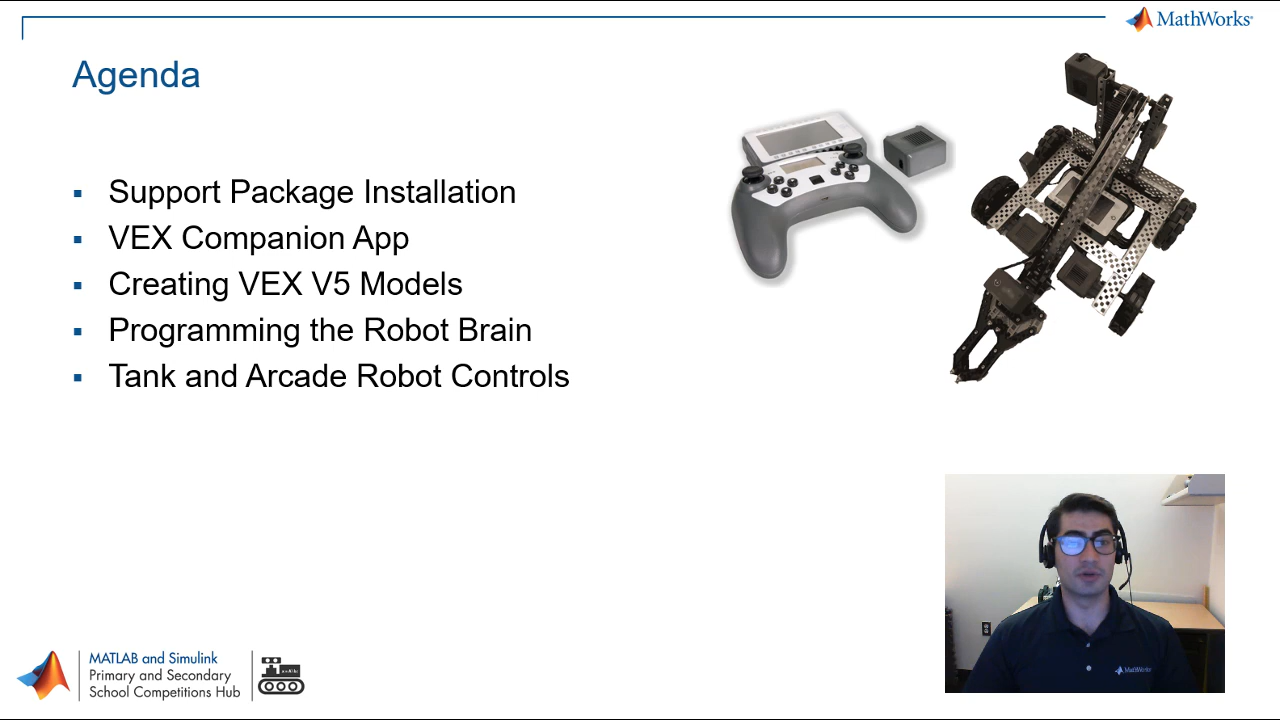 MathWorks®
Agenda
▪ Support Package Installation
▪ VEX Companion App
▪ Creating VEX V5 Models
▪ Programming the Robot Brain
▪ Tank and Arcade Robot Controls
MathWorks
MATLAB and Simulink
Primary and Secondary
School Competitions Hub